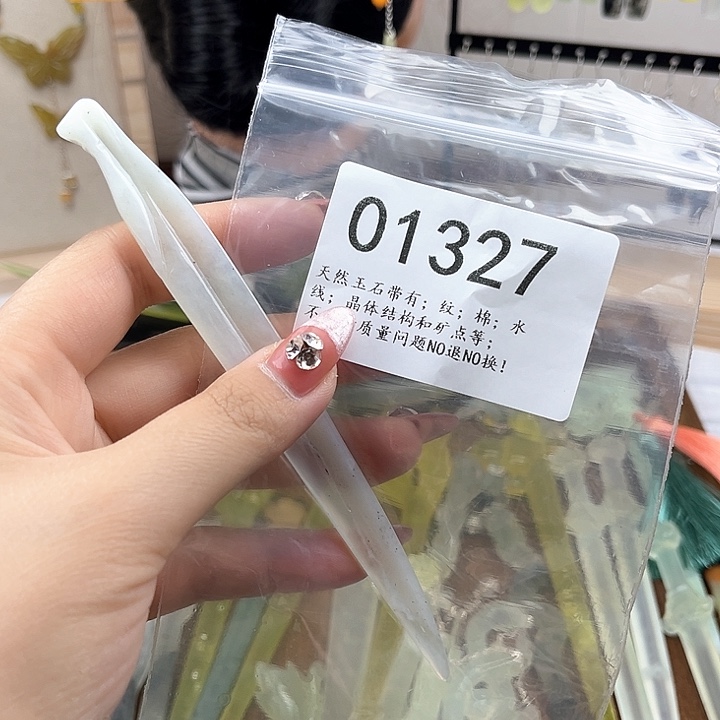 01327
天然玉石带有；纹；棉；水
线；晶体结构和矿点等；
不 质量问题NO退NO换！